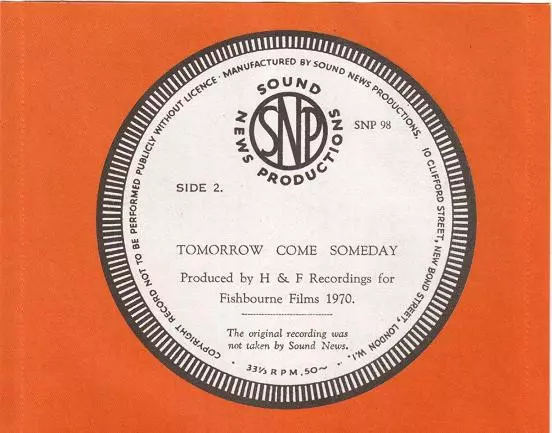 COPYRIGHT RECORD NOT TO BE PERFORMED PUBLICLY WITHOUT LICENCE · MANUFACTURED BY SOUND NEWS PRODUCTIONS, 10 CLIFFORD STREET, NEW BOND STREET, LONDON W.1.
SOUND
NEWS PRODUCTIONS
SNP
SNP 98
SIDE 2.
TOMORROW COME SOMEDAY
Produced by H & F Recordings for
Fishbourne Films 1970.
The original recording was
not taken by Sound News.
33⅓ RPM. 50~